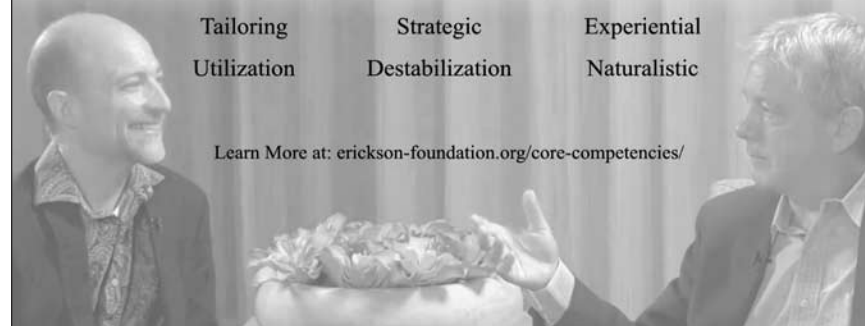 Tailoring Strategic Experiential
Utilization Destabilization Naturalistic
Learn More at: erickson-foundation.org/core-competencies/